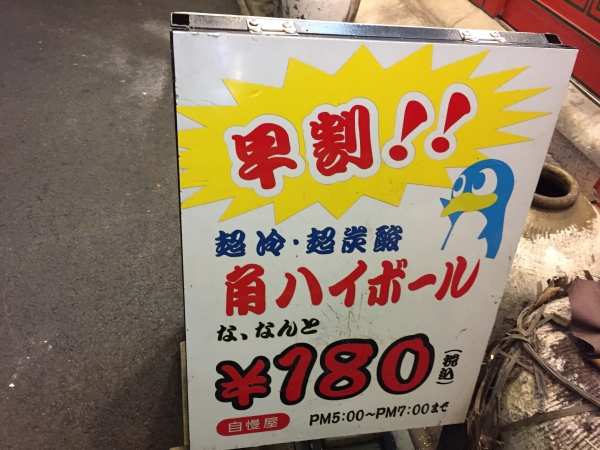 早割!!
超冷・超炭酸
角ハイボール
な、なんと
¥180(税込)
自慢屋 PM5:00〜PM7:00まで